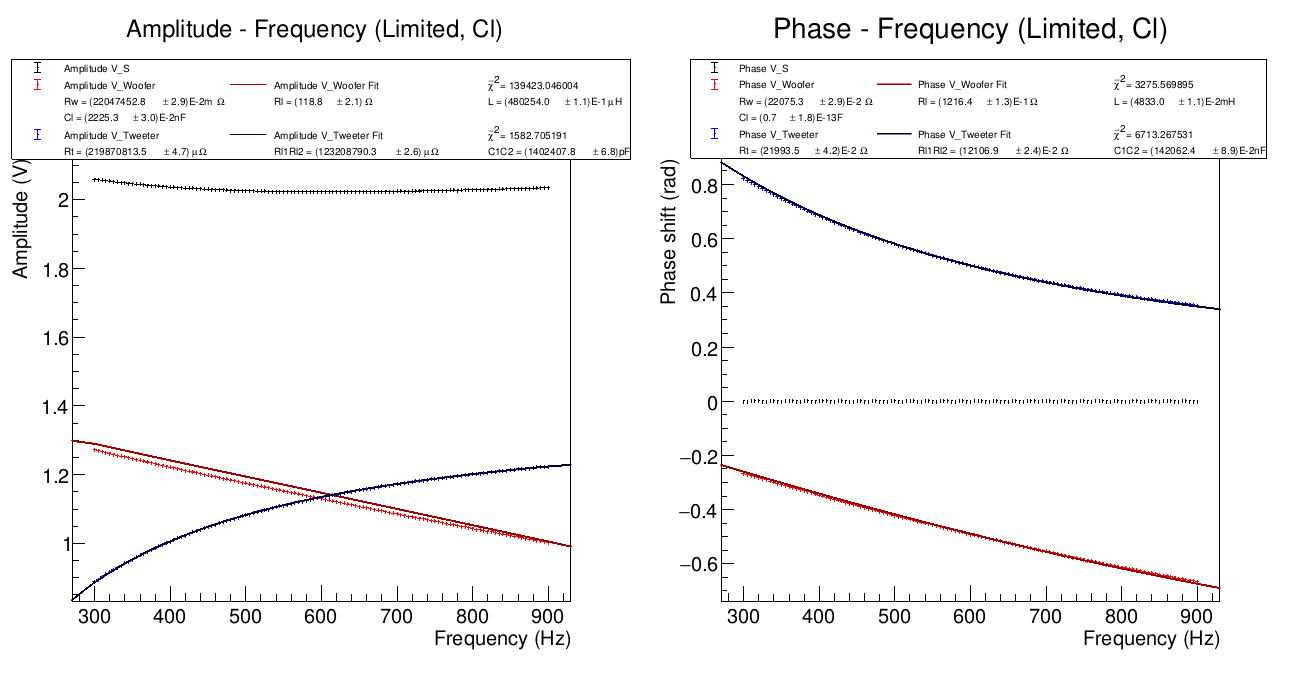 Amplitude - Frequency (Limited, Cl)
Amplitude V_S
Amplitude V_Woofer Amplitude V_Woofer Fit χ̅²= 139423.046004
Rw = (22047452.8 ± 2.9)E-2m Ω Rl = (118.8 ± 2.1) Ω L = (480254.0 ± 1.1)E-1 μH
Cl = (2225.3 ± 3.0)E-2nF
Amplitude V_Tweeter Amplitude V_Tweeter Fit χ̅²= 1582.705191
Rt = (219870813.5 ± 4.7) μΩ Rl1Rl2 = (123208790.3 ± 2.6) μΩ C1C2 = (1402407.8 ± 6.8)pF
Amplitude (V)
2
1.8
1.6
1.4
1.2
1
300 400 500 600 700 800 900
Frequency (Hz)
Phase - Frequency (Limited, Cl)
Phase V_S
Phase V_Woofer Phase V_Woofer Fit χ̅²= 3275.569895
Rw = (22075.3 ± 2.9)E-2 Ω Rl = (1216.4 ± 1.3)E-1 Ω L = (4833.0 ± 1.1)E-2mH
Cl = (0.7 ± 1.8)E-13F
Phase V_Tweeter Phase V_Tweeter Fit χ̅²= 6713.267531
Rt = (21993.5 ± 4.2)E-2 Ω Rl1Rl2 = (12106.9 ± 2.4)E-2 Ω C1C2 = (142062.4 ± 8.9)E-2nF
Phase shift (rad)
0.8
0.6
0.4
0.2
0
−0.2
−0.4
−0.6
300 400 500 600 700 800 900
Frequency (Hz)